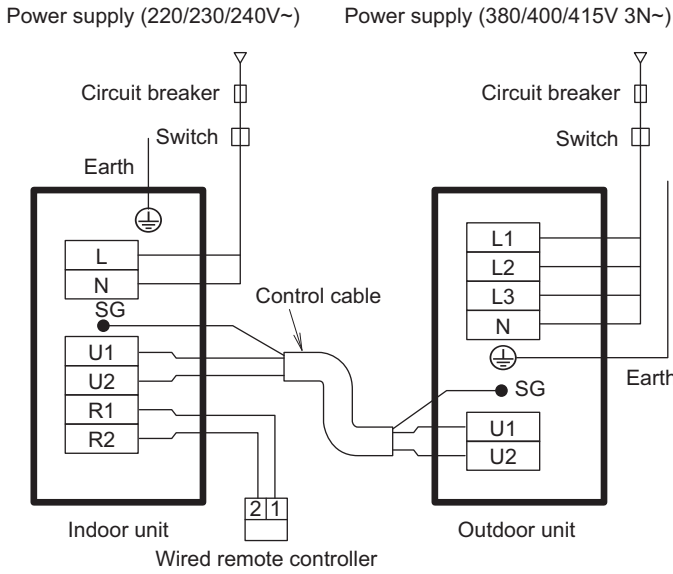 Power supply (220/230/240V~)
Power supply (380/400/415V 3N~)
Circuit breaker
Circuit breaker
Switch
Switch
Earth
L
N
SG
U1
U2
R1
R2
Control cable
L1
L2
L3
N
Earth
SG
U1
U2
2 1
Indoor unit
Outdoor unit
Wired remote controller